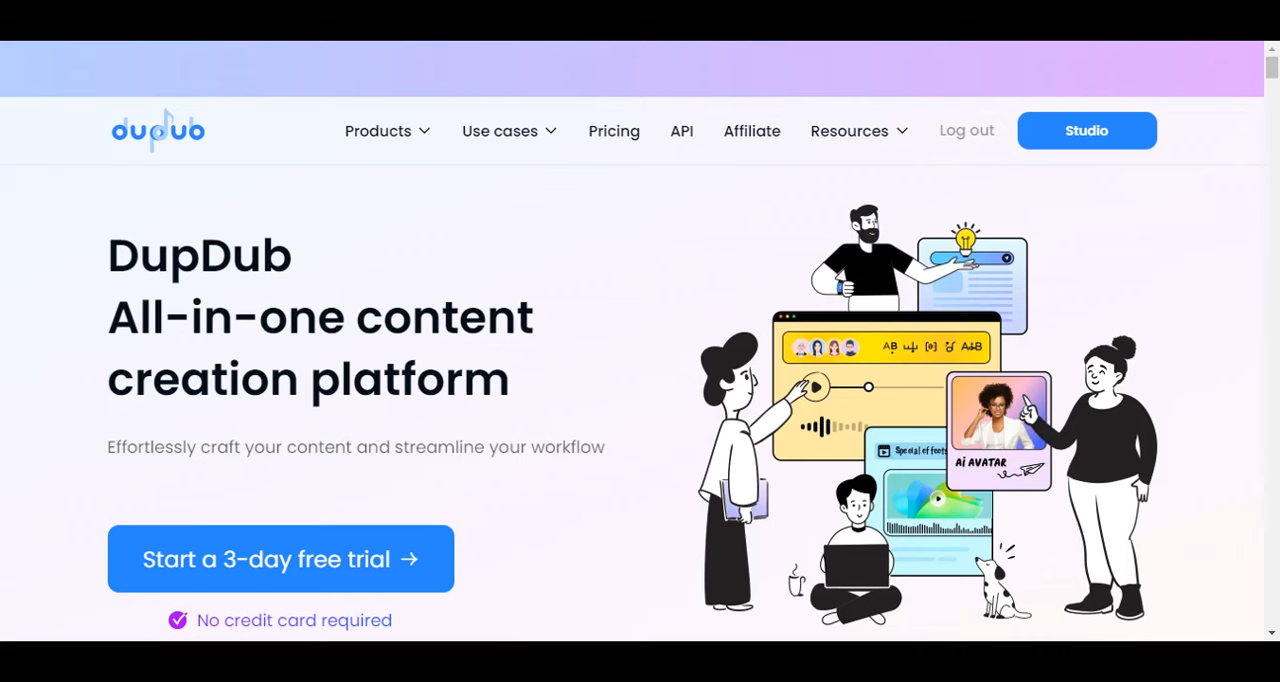 dupdub
Products
Use cases
Pricing
API
Affiliate
Resources
Log out
Studio
DupDub
All-in-one content
creation platform
Effortlessly craft your content and streamline your workflow
Start a 3-day free trial →
No credit card required
Ai AVATAR